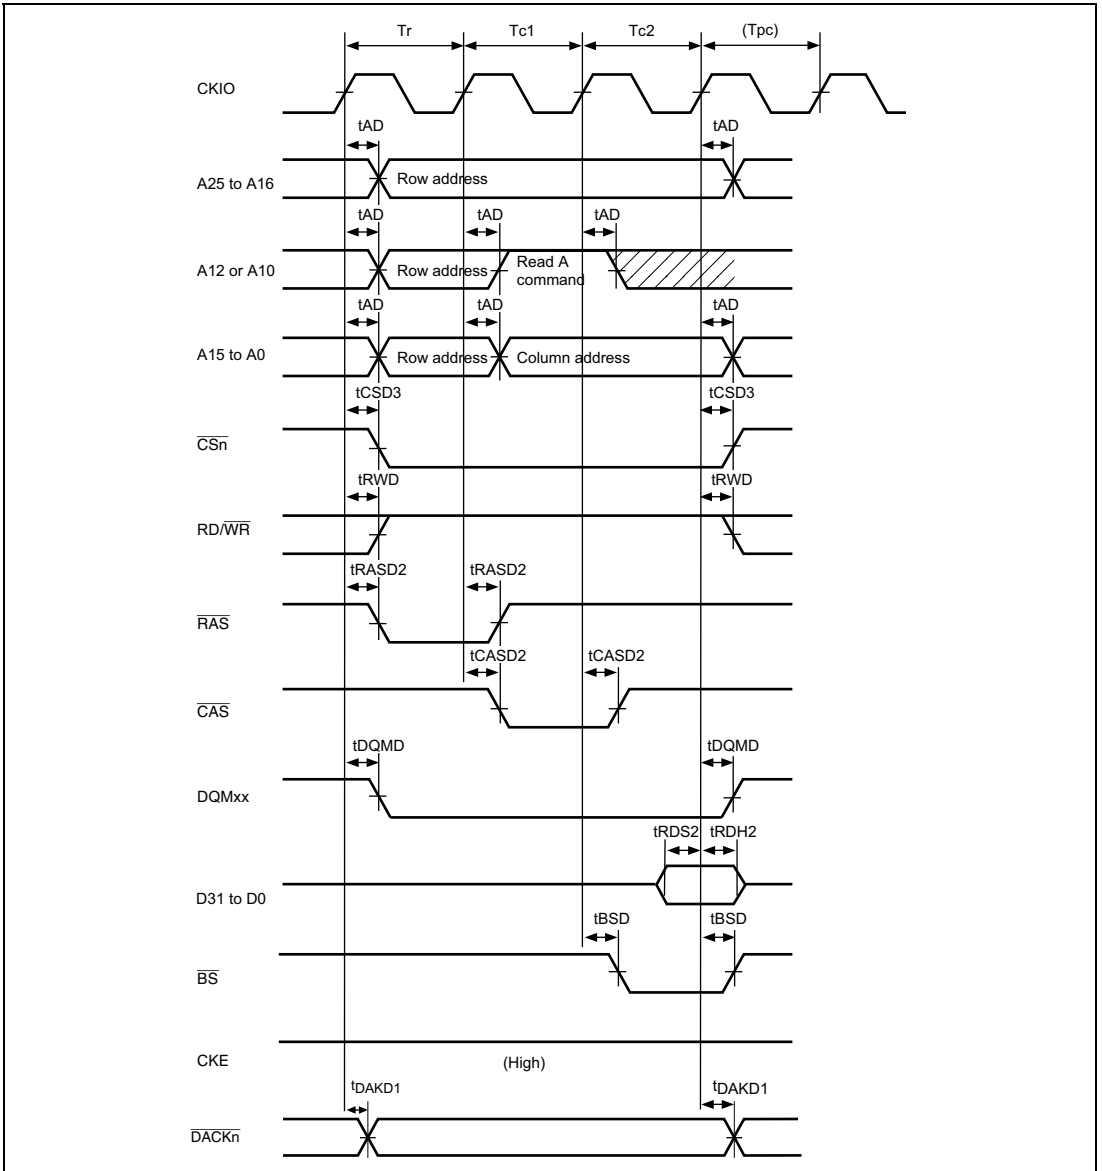 Tr Tc1 Tc2 (Tpc)
CKIO
tAD tAD
A25 to A16 Row address
tAD tAD tAD
A12 or A10 Row address Read A command
tAD tAD tAD
A15 to A0 Row address Column address
tCSD3 tCSD3
CSn
tRWD tRWD
RD/WR
tRASD2 tRASD2
RAS
tCASD2 tCASD2
CAS
tDQMD tDQMD
DQMxx
tRDS2 tRDH2
D31 to D0
tBSD tBSD
BS
CKE (High)
tDAKD1 tDAKD1
DACKn